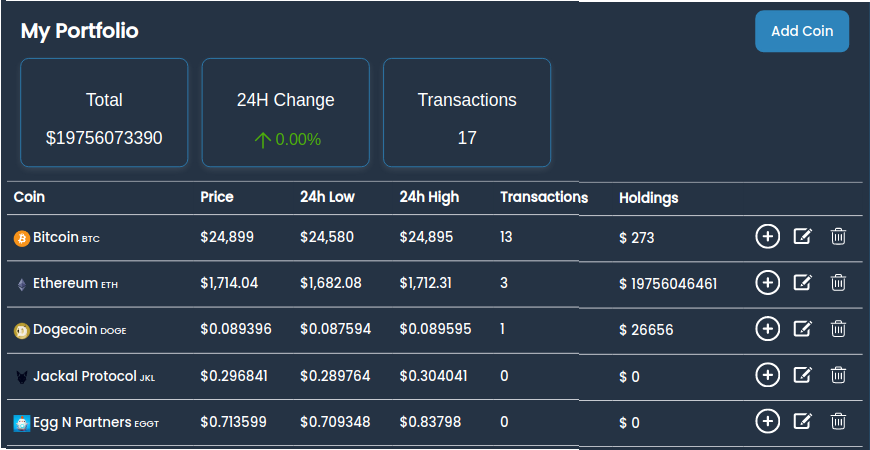 My Portfolio
Add Coin
Total
$19756073390
24H Change
0.00%
Transactions
17
Coin Price 24h Low 24h High Transactions Holdings
Bitcoin BTC $24,899 $24,580 $24,895 13 $ 273
Ethereum ETH $1,714.04 $1,682.08 $1,712.31 3 $ 19756046461
Dogecoin DOGE $0.089396 $0.087594 $0.089595 1 $ 26656
Jackal Protocol JKL $0.296841 $0.289764 $0.304041 0 $ 0
Egg N Partners EGGT $0.713599 $0.709348 $0.83798 0 $ 0